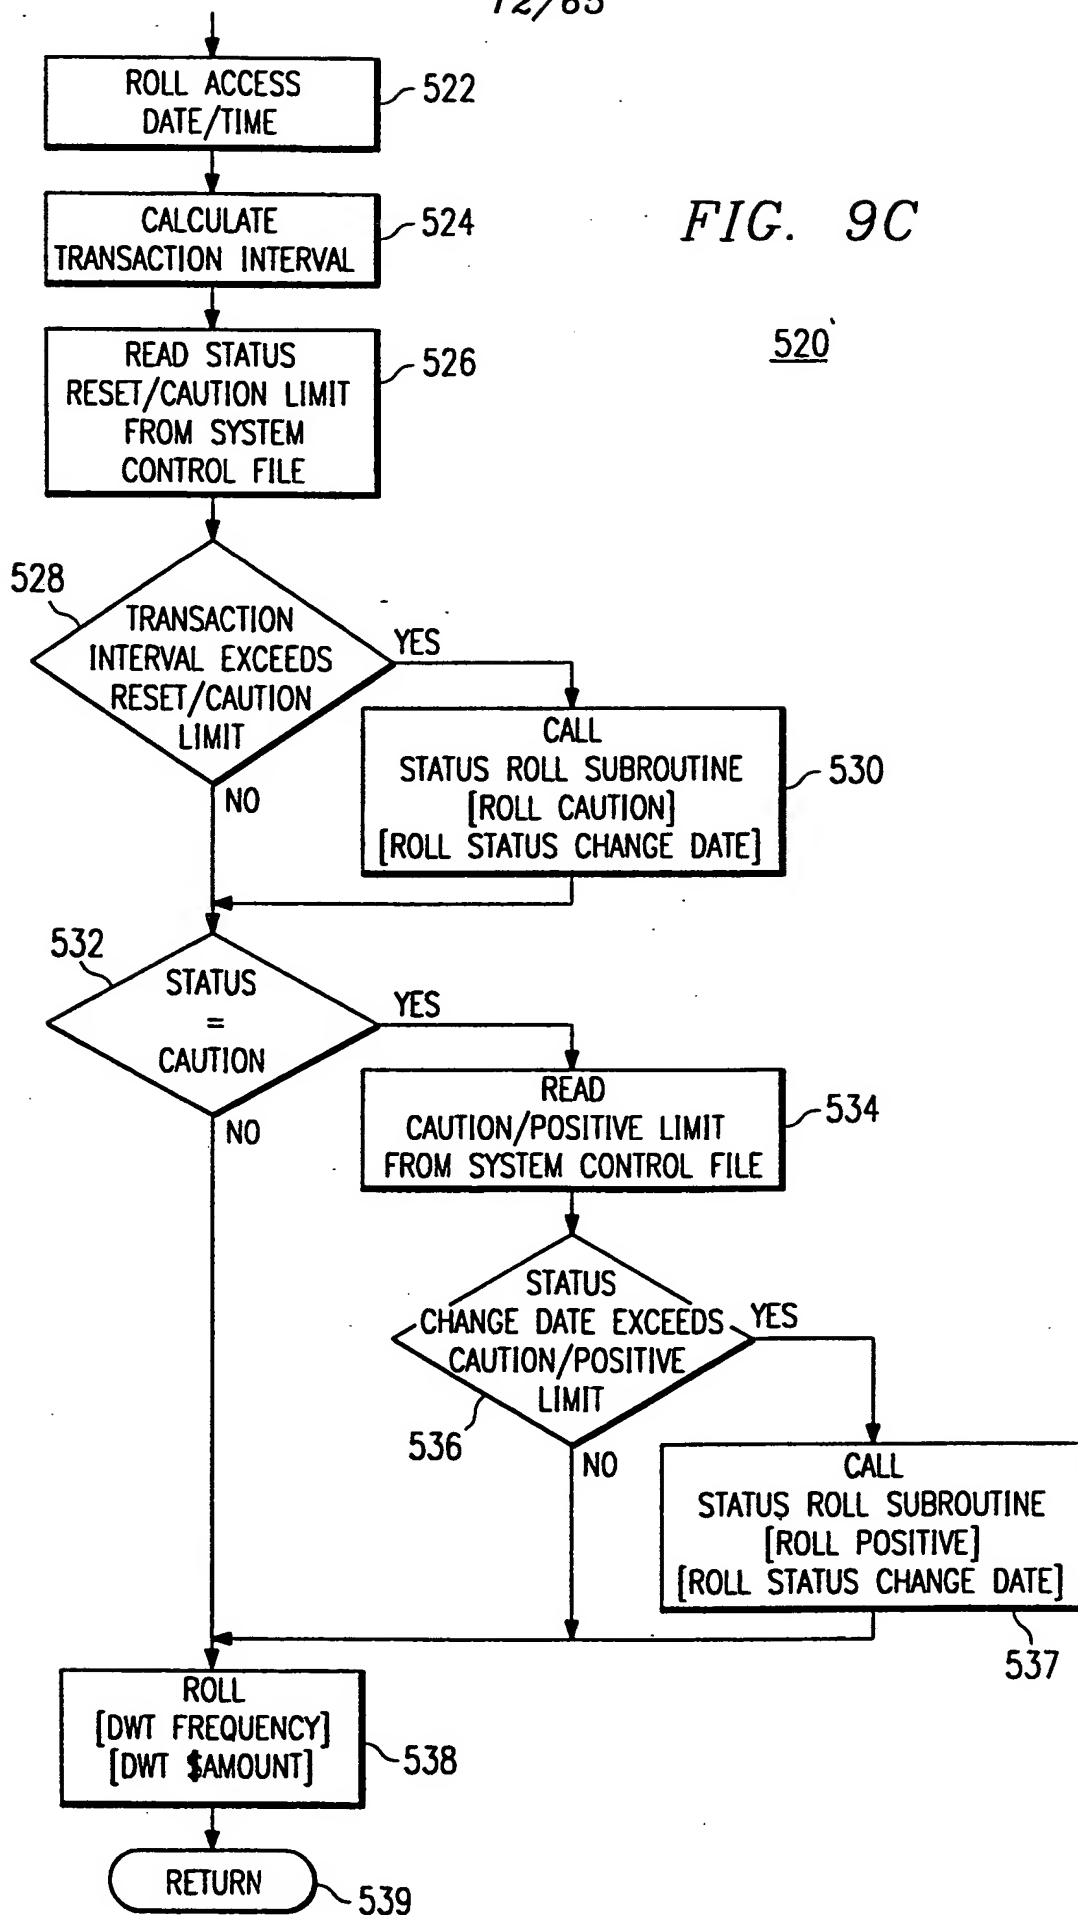 12/65
ROLL ACCESS
DATE/TIME
522
CALCULATE
TRANSACTION INTERVAL
524
FIG. 9C
520
READ STATUS
RESET/CAUTION LIMIT
FROM SYSTEM
CONTROL FILE
526
528
TRANSACTION
INTERVAL EXCEEDS
RESET/CAUTION
LIMIT
YES
NO
CALL
STATUS ROLL SUBROUTINE
[ROLL CAUTION]
[ROLL STATUS CHANGE DATE]
530
532
STATUS
=
CAUTION
YES
NO
READ
CAUTION/POSITIVE LIMIT
FROM SYSTEM CONTROL FILE
534
STATUS
CHANGE DATE EXCEEDS
CAUTION/POSITIVE
LIMIT
YES
536
NO
CALL
STATUS ROLL SUBROUTINE
[ROLL POSITIVE]
[ROLL STATUS CHANGE DATE]
537
ROLL
[DWT FREQUENCY]
[DWT $AMOUNT]
538
RETURN
539